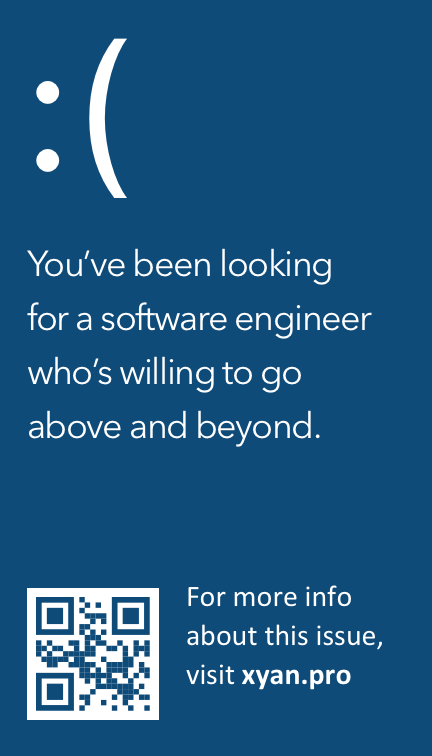 :(
You’ve been looking
for a software engineer
who’s willing to go
above and beyond.
For more info
about this issue,
visit xyan.pro